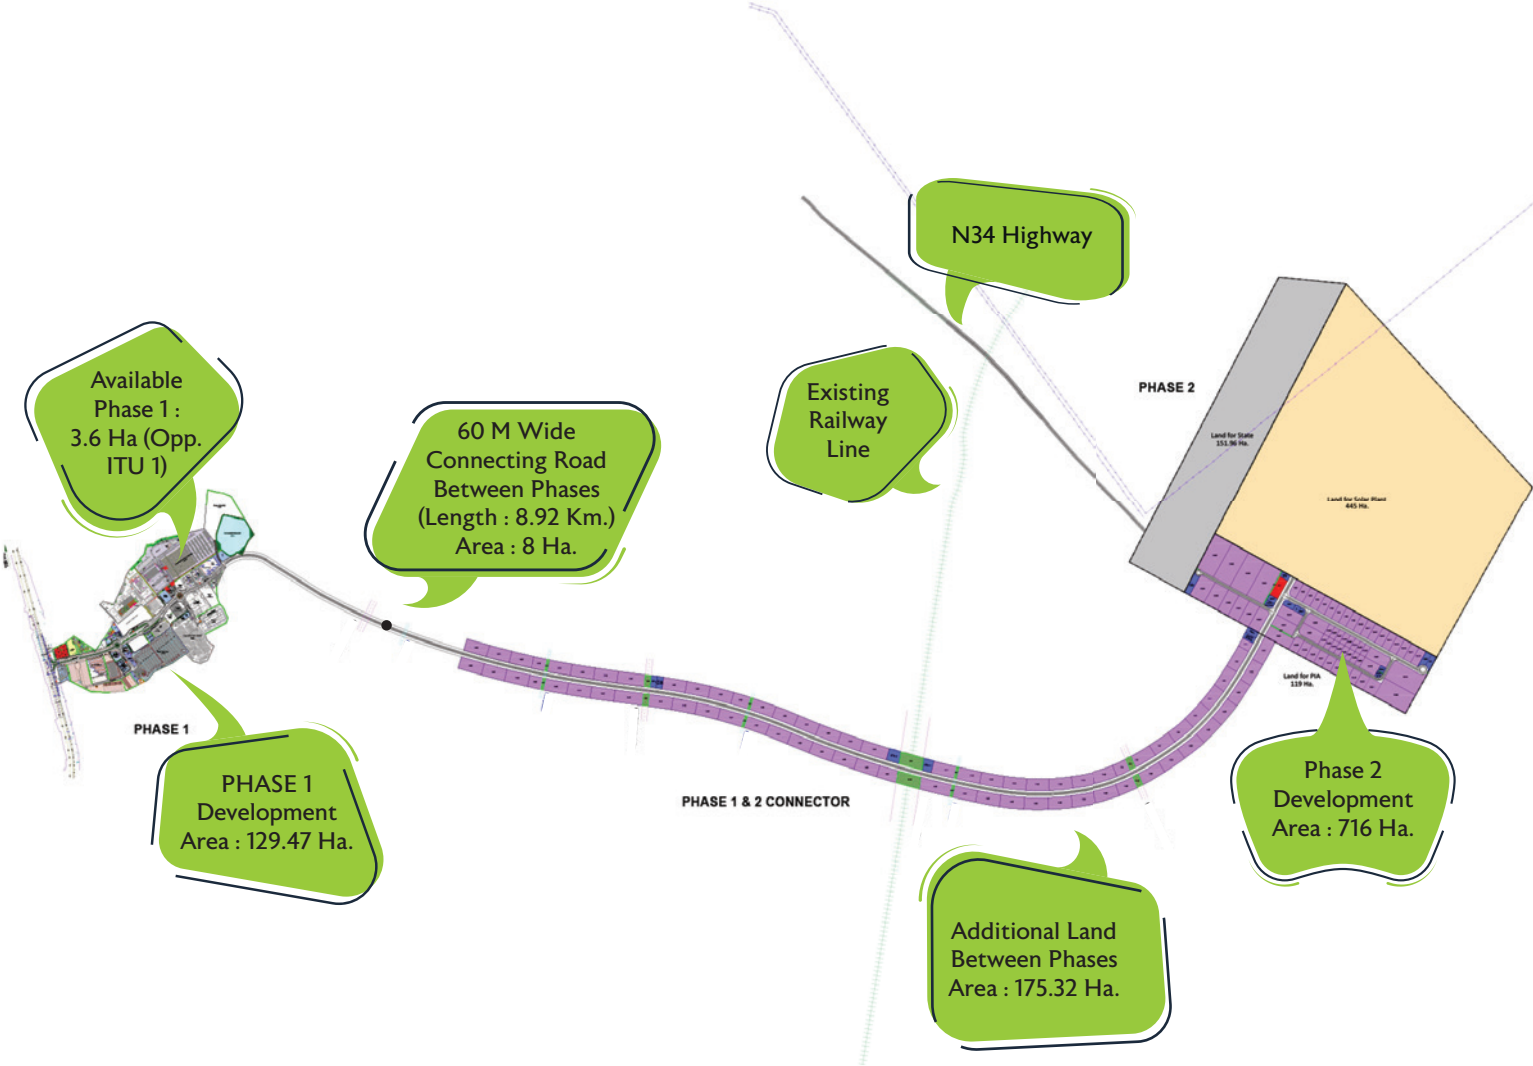 N34 Highway
Available
Phase 1 :
3.6 Ha (Opp.
ITU 1)
60 M Wide
Connecting Road
Between Phases
(Length : 8.92 Km.)
Area : 8 Ha.
Existing
Railway
Line
PHASE 2
Land for State
151.96 Ha.
Land for Solar Plant
445 Ha.
Land for PIA
119 Ha.
PHASE 1
PHASE 1
Development
Area : 129.47 Ha.
PHASE 1 & 2 CONNECTOR
Phase 2
Development
Area : 716 Ha.
Additional Land
Between Phases
Area : 175.32 Ha.